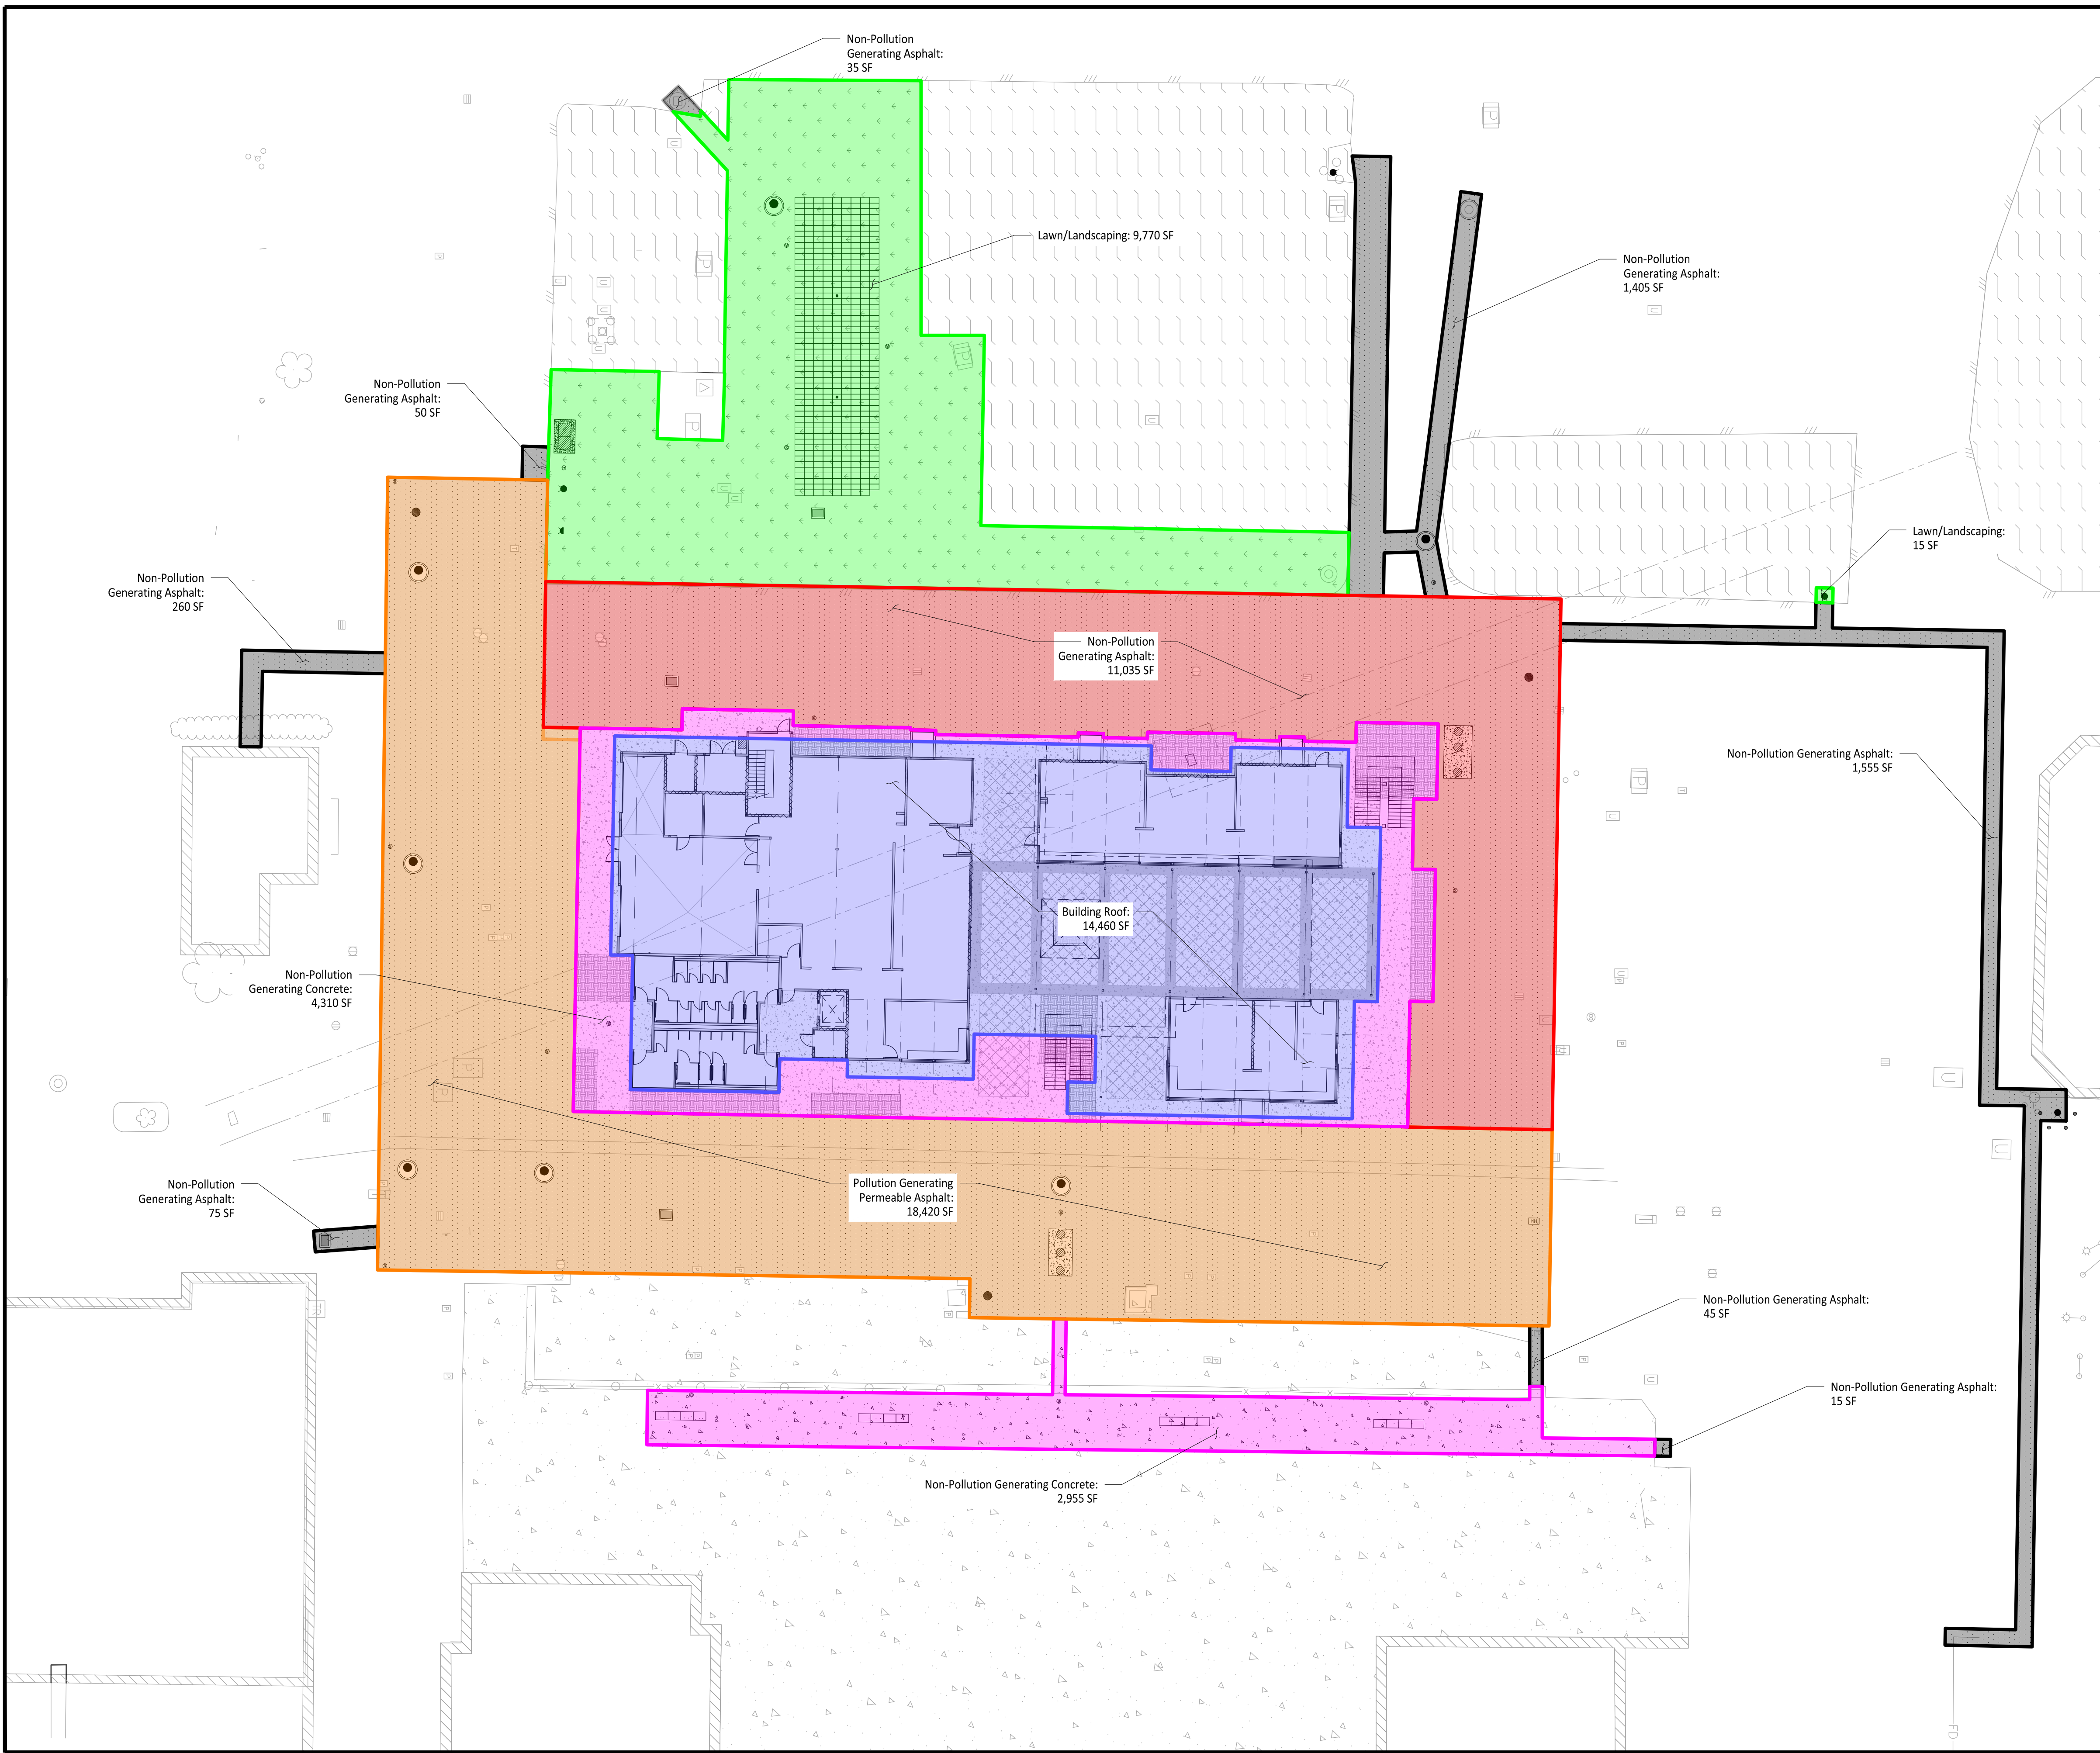 Non-Pollution
Generating Asphalt:
35 SF
Lawn/Landscaping: 9,770 SF
Non-Pollution
Generating Asphalt:
1,405 SF
Non-Pollution
Generating Asphalt:
50 SF
Lawn/Landscaping:
15 SF
Non-Pollution
Generating Asphalt:
260 SF
Non-Pollution
Generating Asphalt:
11,035 SF
Non-Pollution Generating Asphalt:
1,555 SF
Building Roof:
14,460 SF
Non-Pollution
Generating Concrete:
4,310 SF
Non-Pollution
Generating Asphalt:
75 SF
Pollution Generating
Permeable Asphalt:
18,420 SF
Non-Pollution Generating Asphalt:
45 SF
Non-Pollution Generating Asphalt:
15 SF
Non-Pollution Generating Concrete:
2,955 SF
TR
FD